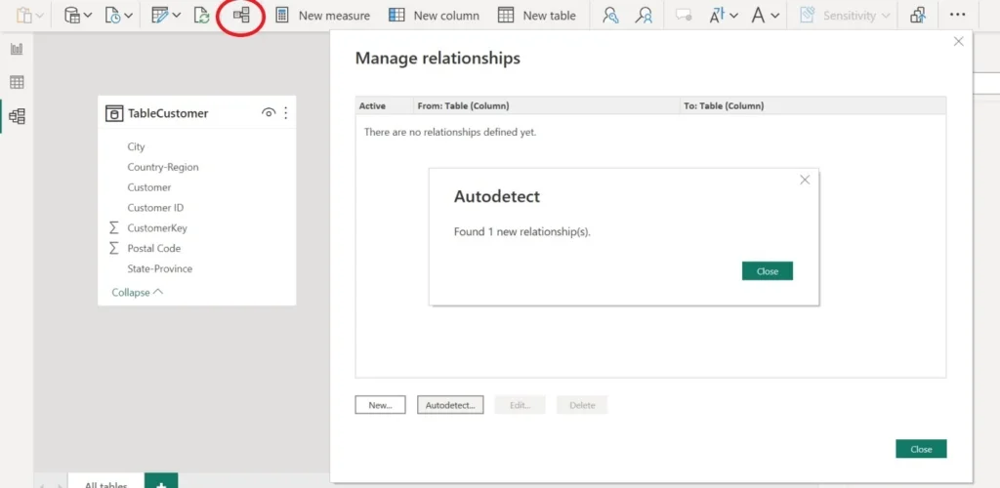 New measure
New column
New table
Sensitivity
Manage relationships
Active
From: Table (Column)
To: Table (Column)
There are no relationships defined yet.
TableCustomer
City
Country-Region
Customer
Customer ID
CustomerKey
Postal Code
State-Province
Collapse
Autodetect
Found 1 new relationship(s).
Close
New...
Autodetect...
Edit...
Delete
Close
All tables